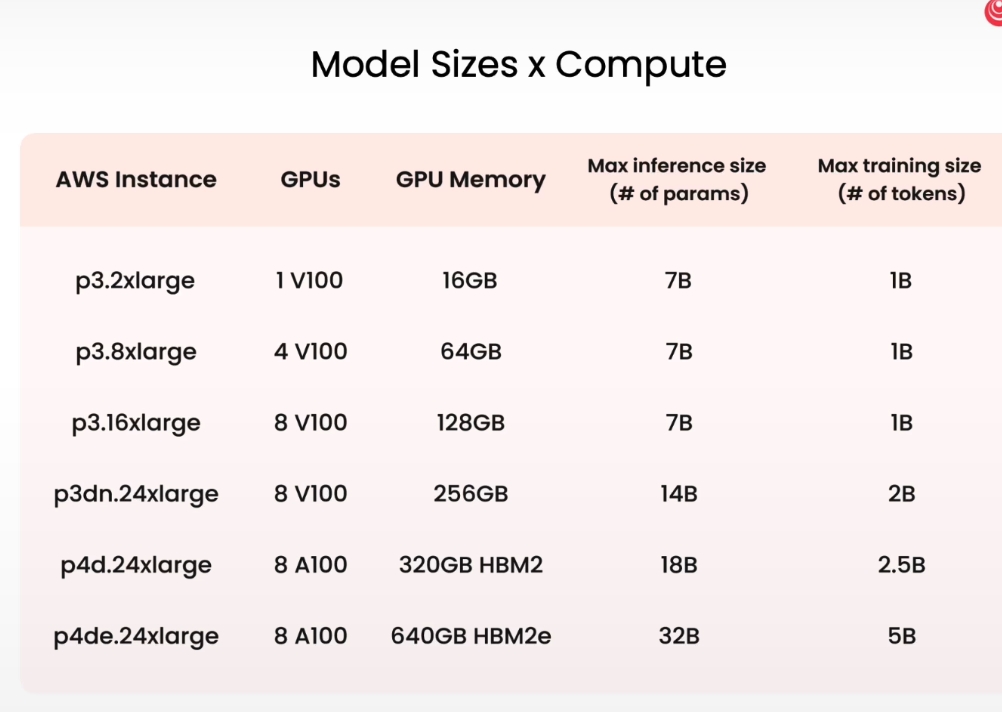 Model Sizes x Compute
AWS Instance GPUs GPU Memory Max inference size (# of params) Max training size (# of tokens)
p3.2xlarge 1 V100 16GB 7B 1B
p3.8xlarge 4 V100 64GB 7B 1B
p3.16xlarge 8 V100 128GB 7B 1B
p3dn.24xlarge 8 V100 256GB 14B 2B
p4d.24xlarge 8 A100 320GB HBM2 18B 2.5B
p4de.24xlarge 8 A100 640GB HBM2e 32B 5B